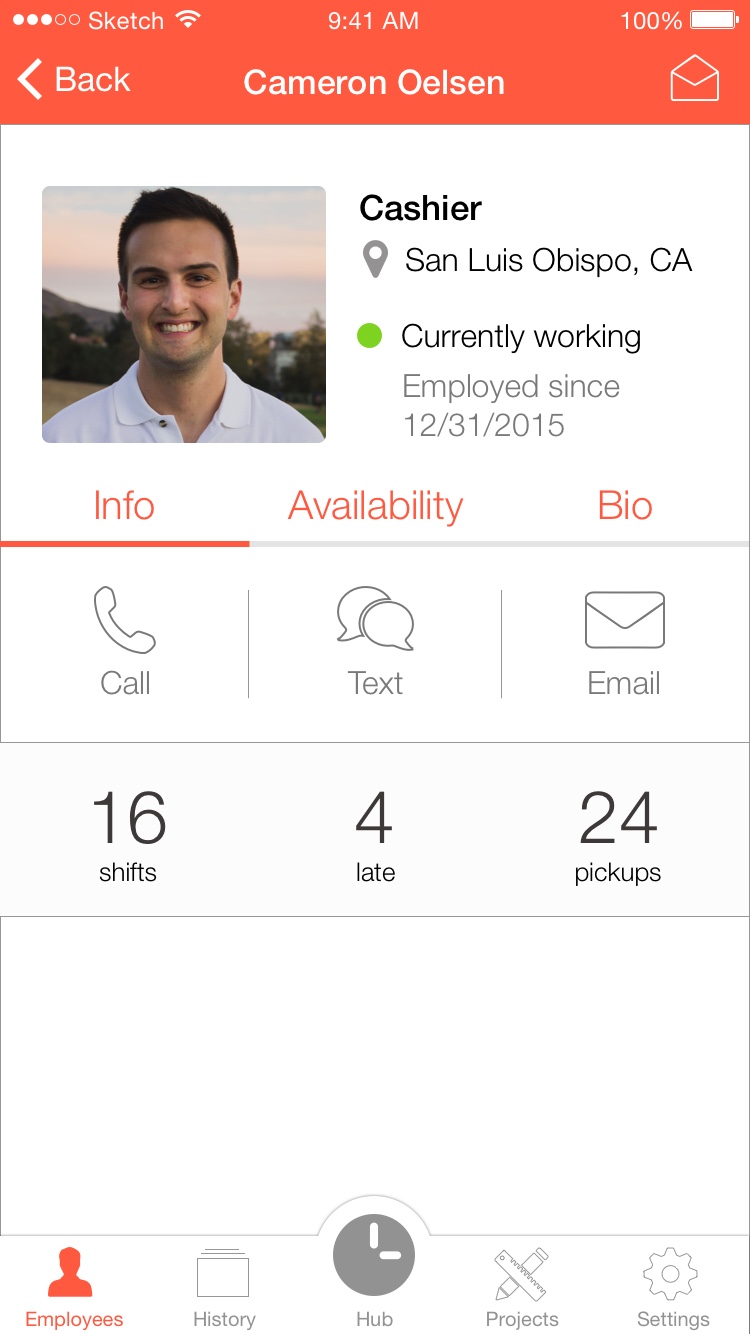 Sketch 9:41 AM 100%
Back Cameron Oelsen
Cashier
San Luis Obispo, CA
Currently working
Employed since
12/31/2015
Info Availability Bio
Call Text Email
16 4 24
shifts late pickups
Employees History Hub Projects Settings